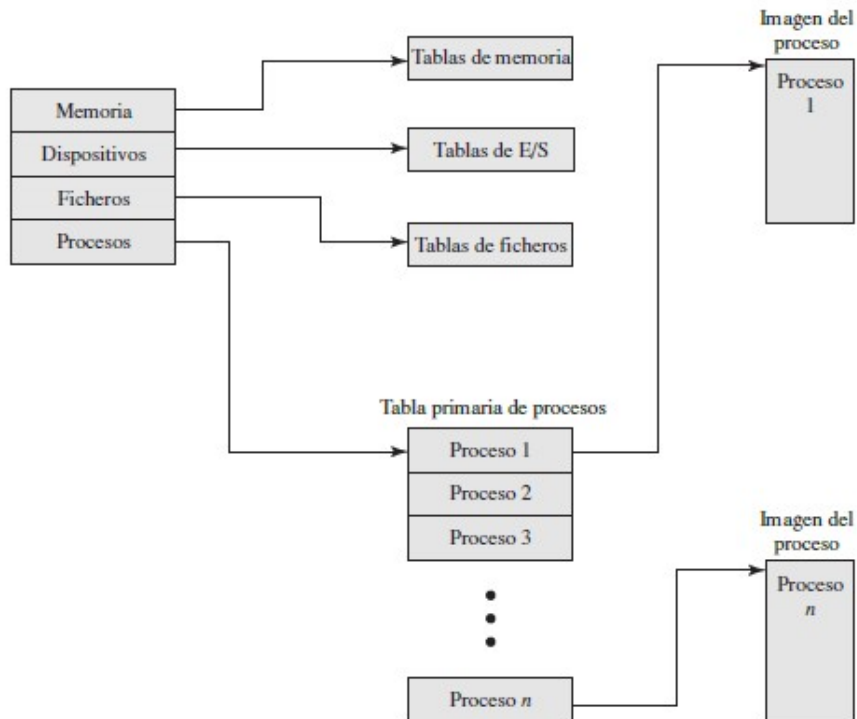 Memoria
Dispositivos
Ficheros
Procesos
Tablas de memoria
Tablas de E/S
Tablas de ficheros
Tabla primaria de procesos
Proceso 1
Proceso 2
Proceso 3
Proceso n
Imagen del
proceso
Proceso
1
Imagen del
proceso
Proceso
n